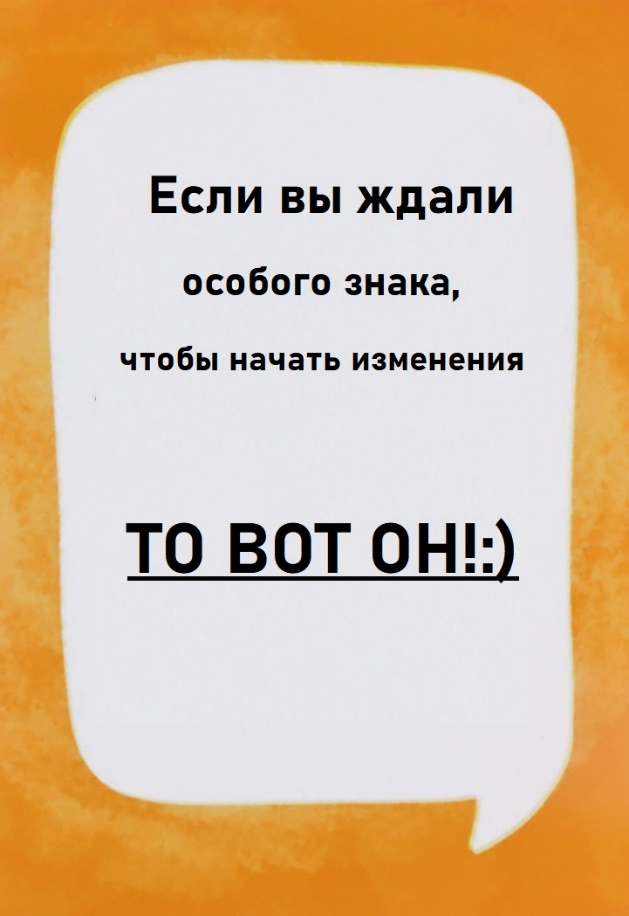 Если вы ждали
особого знака,
чтобы начать изменения
ТО ВОТ ОН!:)